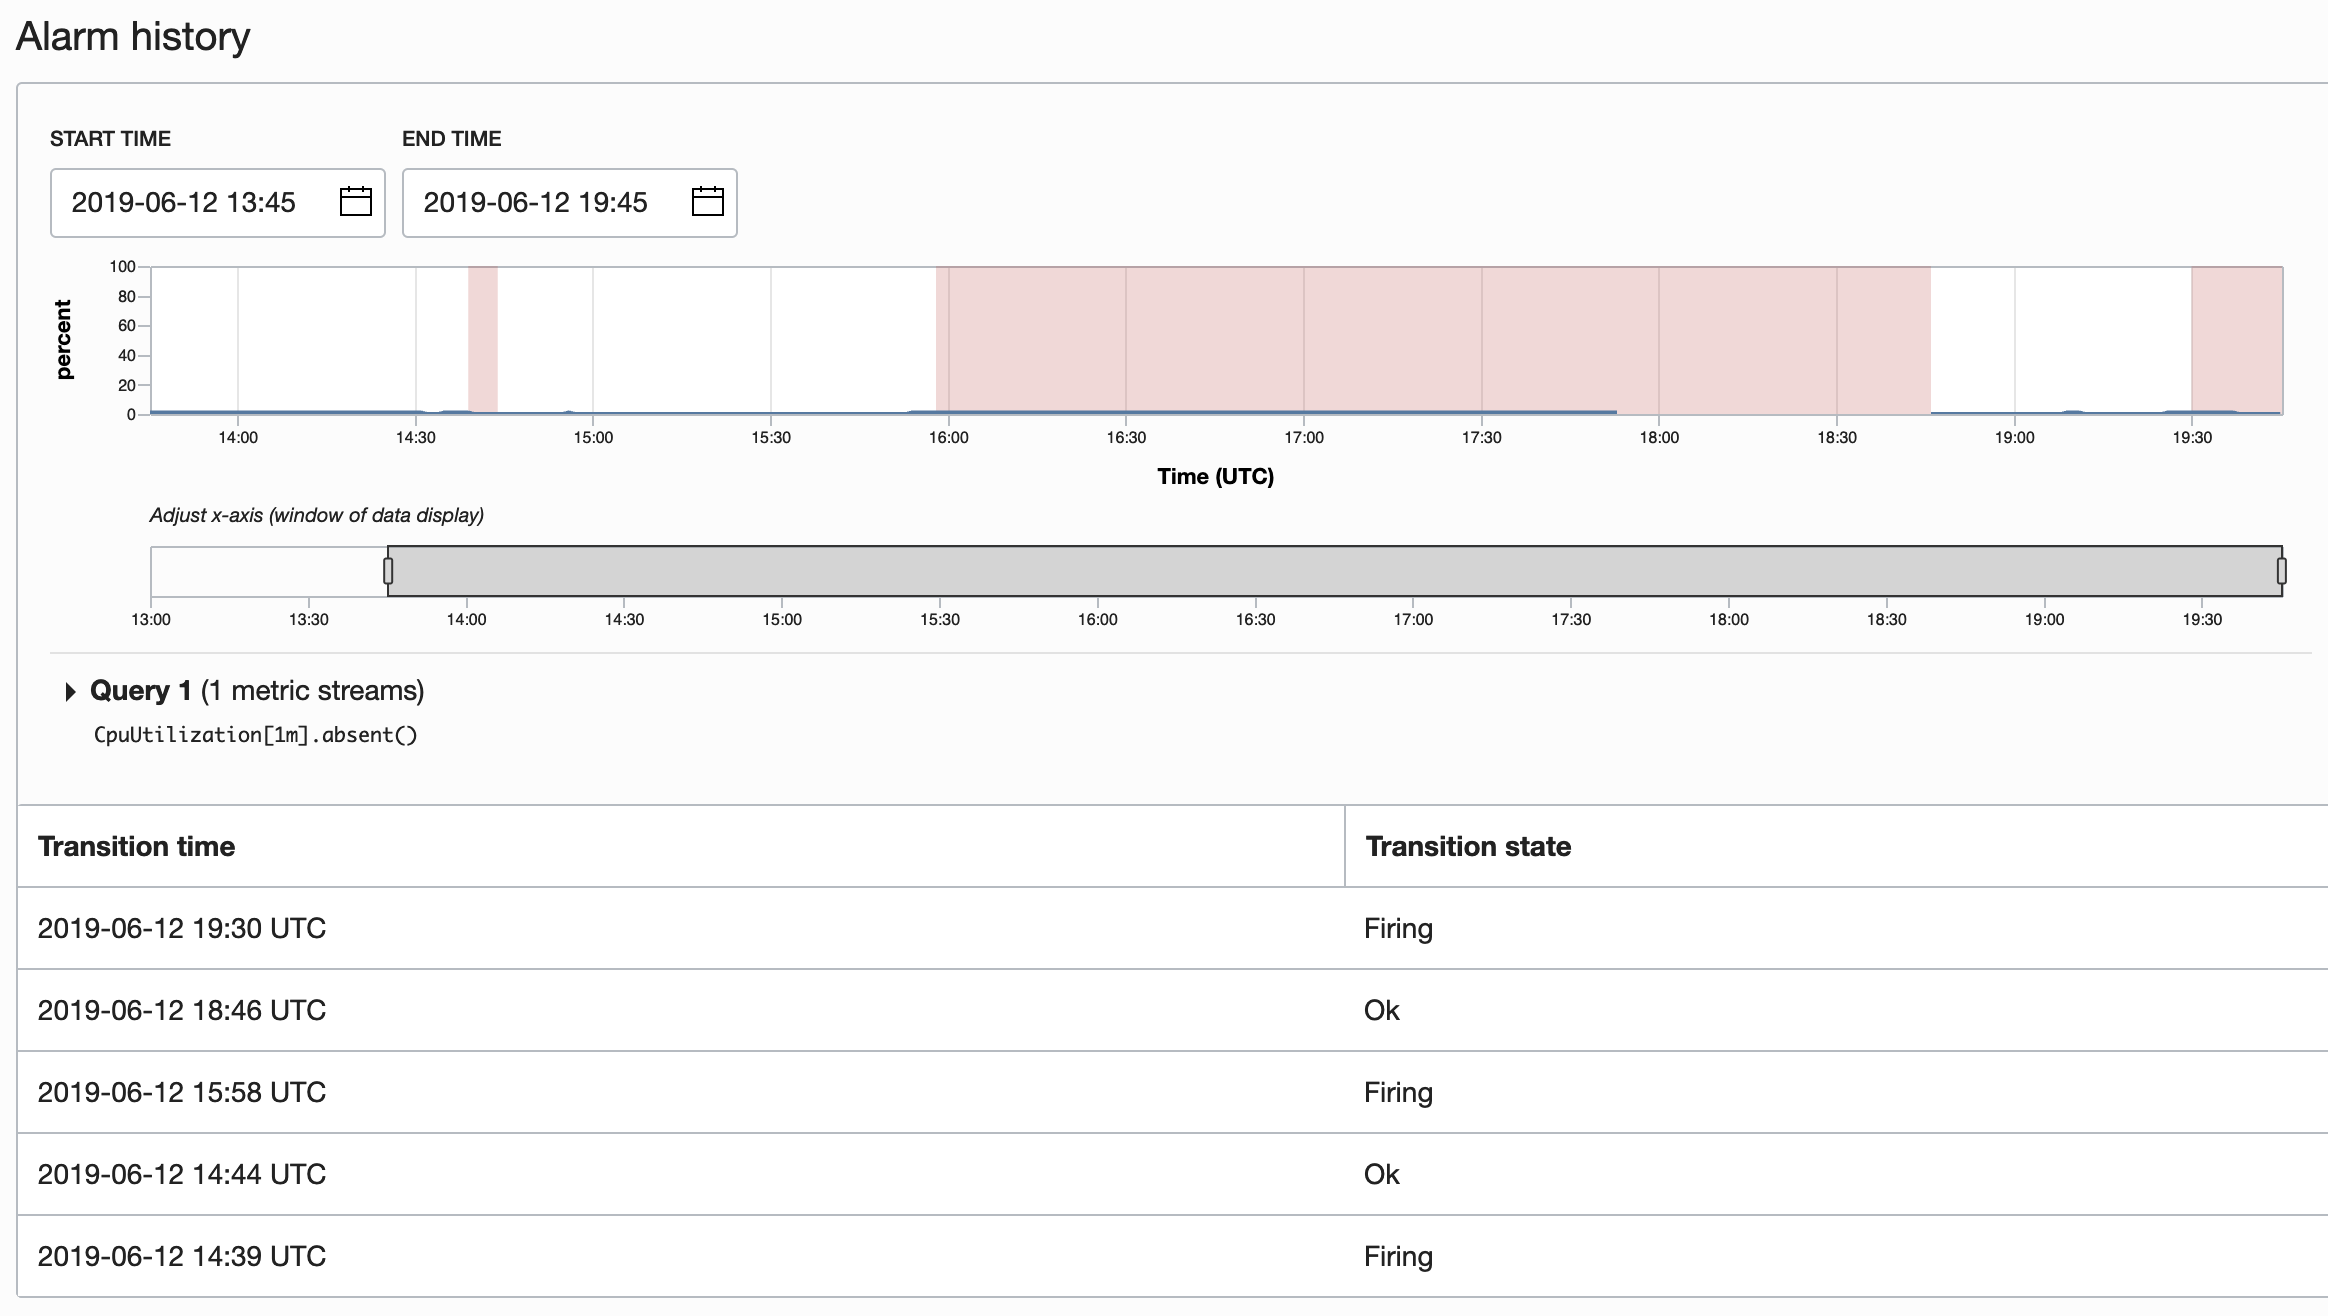 Alarm history
START TIME END TIME
2019-06-12 13:45 2019-06-12 19:45
percent
100
80
60
40
20
0
14:00 14:30 15:00 15:30 16:00 16:30 17:00 17:30 18:00 18:30 19:00 19:30
Time (UTC)
Adjust x-axis (window of data display)
13:00 13:30 14:00 14:30 15:00 15:30 16:00 16:30 17:00 17:30 18:00 18:30 19:00 19:30
Query 1 (1 metric streams)
CpuUtilization[1m].absent()
Transition time Transition state
2019-06-12 19:30 UTC Firing
2019-06-12 18:46 UTC Ok
2019-06-12 15:58 UTC Firing
2019-06-12 14:44 UTC Ok
2019-06-12 14:39 UTC Firing